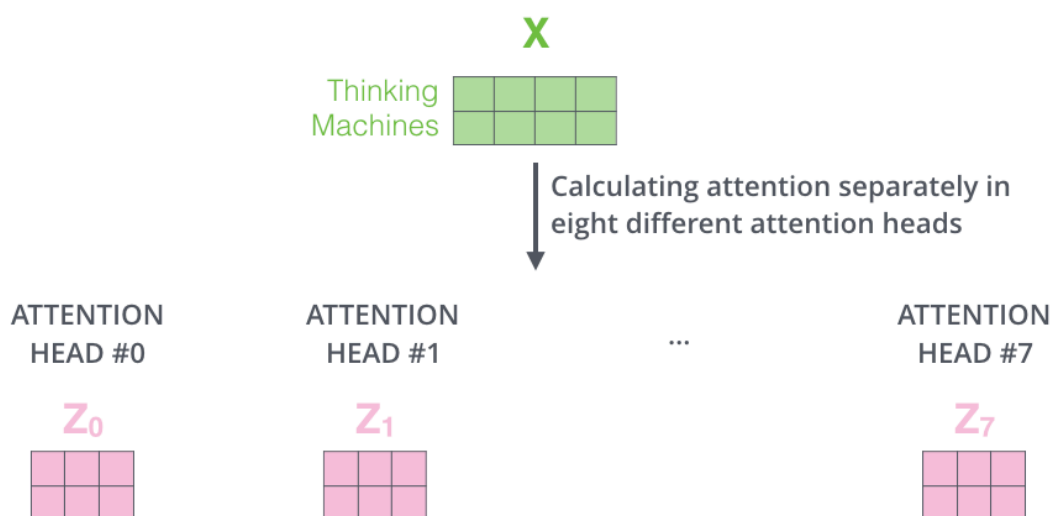 X
Thinking
Machines
Calculating attention separately in
eight different attention heads
ATTENTION
HEAD #0
ATTENTION
HEAD #1
...
ATTENTION
HEAD #7
Z0
Z1
Z7